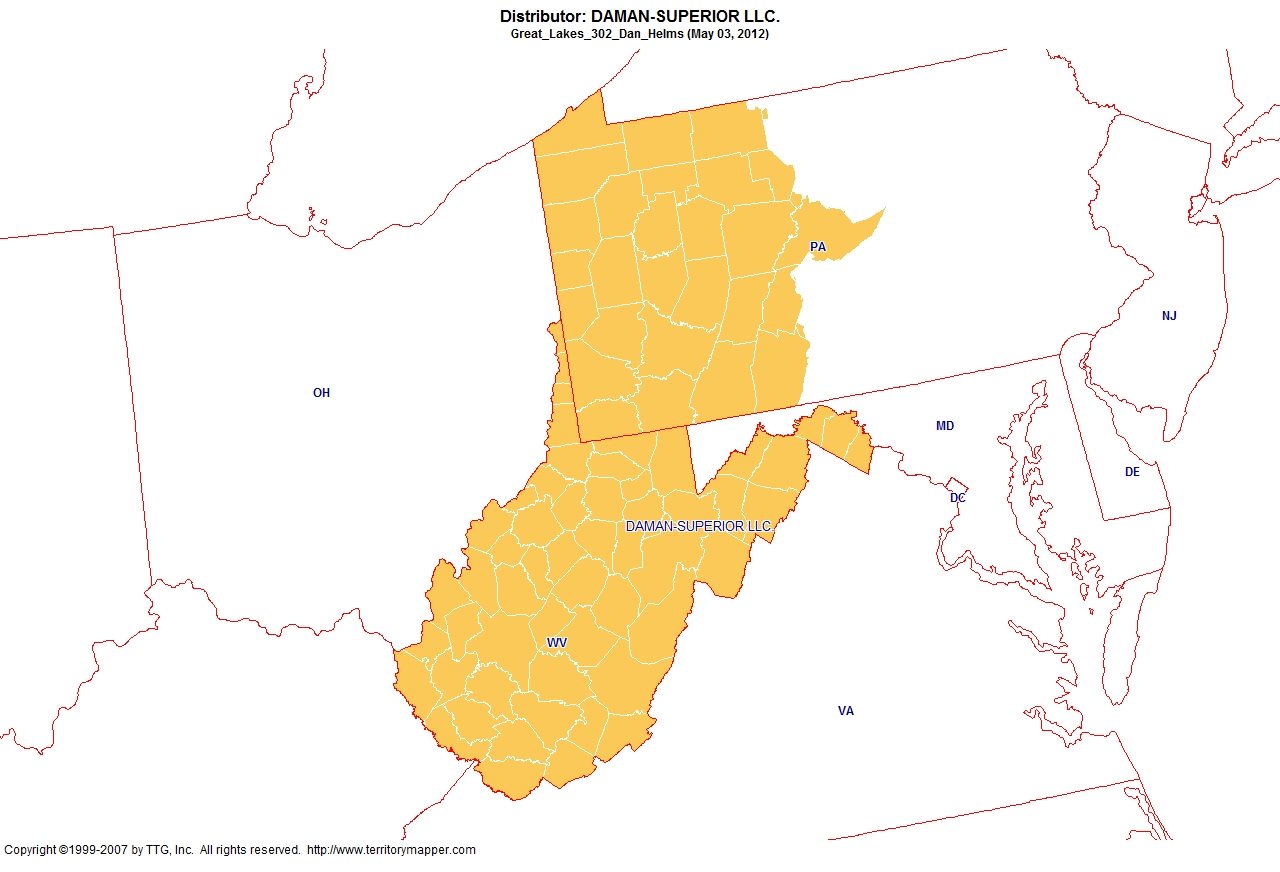 Distributor: DAMAN-SUPERIOR LLC.
Great_Lakes_302_Dan_Helms (May 03, 2012)
PA
NJ
OH
MD
DE
DC
DAMAN-SUPERIOR LLC.
WV
VA
Copyright ©1999-2007 by TTG, Inc. All rights reserved. http://www.territorymapper.com